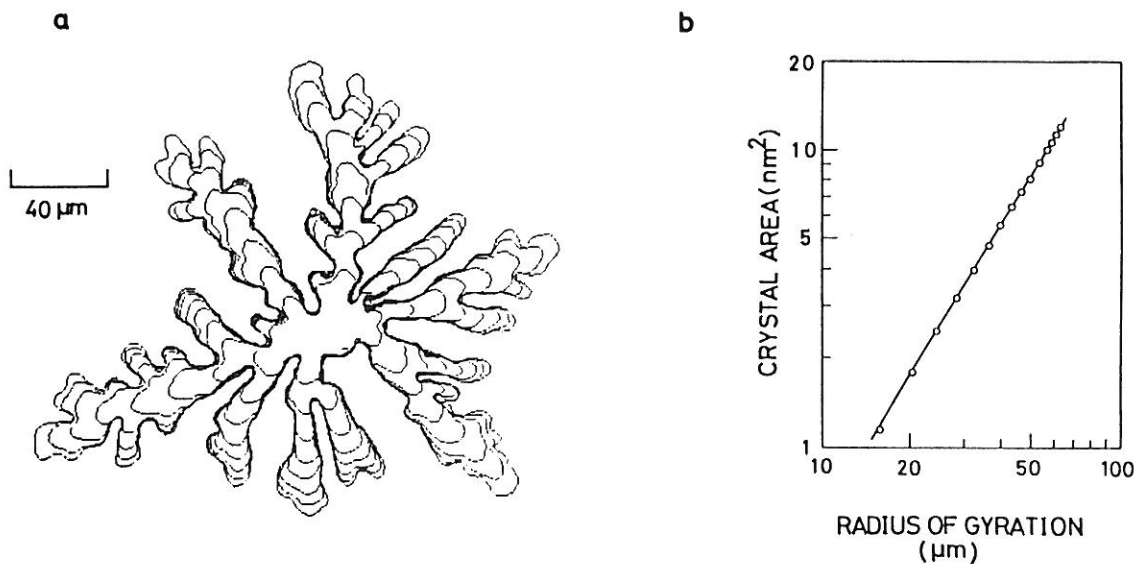 a
40 µm
b
CRYSTAL AREA (nm²)
20
10
5
1
10 20 50 100
RADIUS OF GYRATION
(µm)